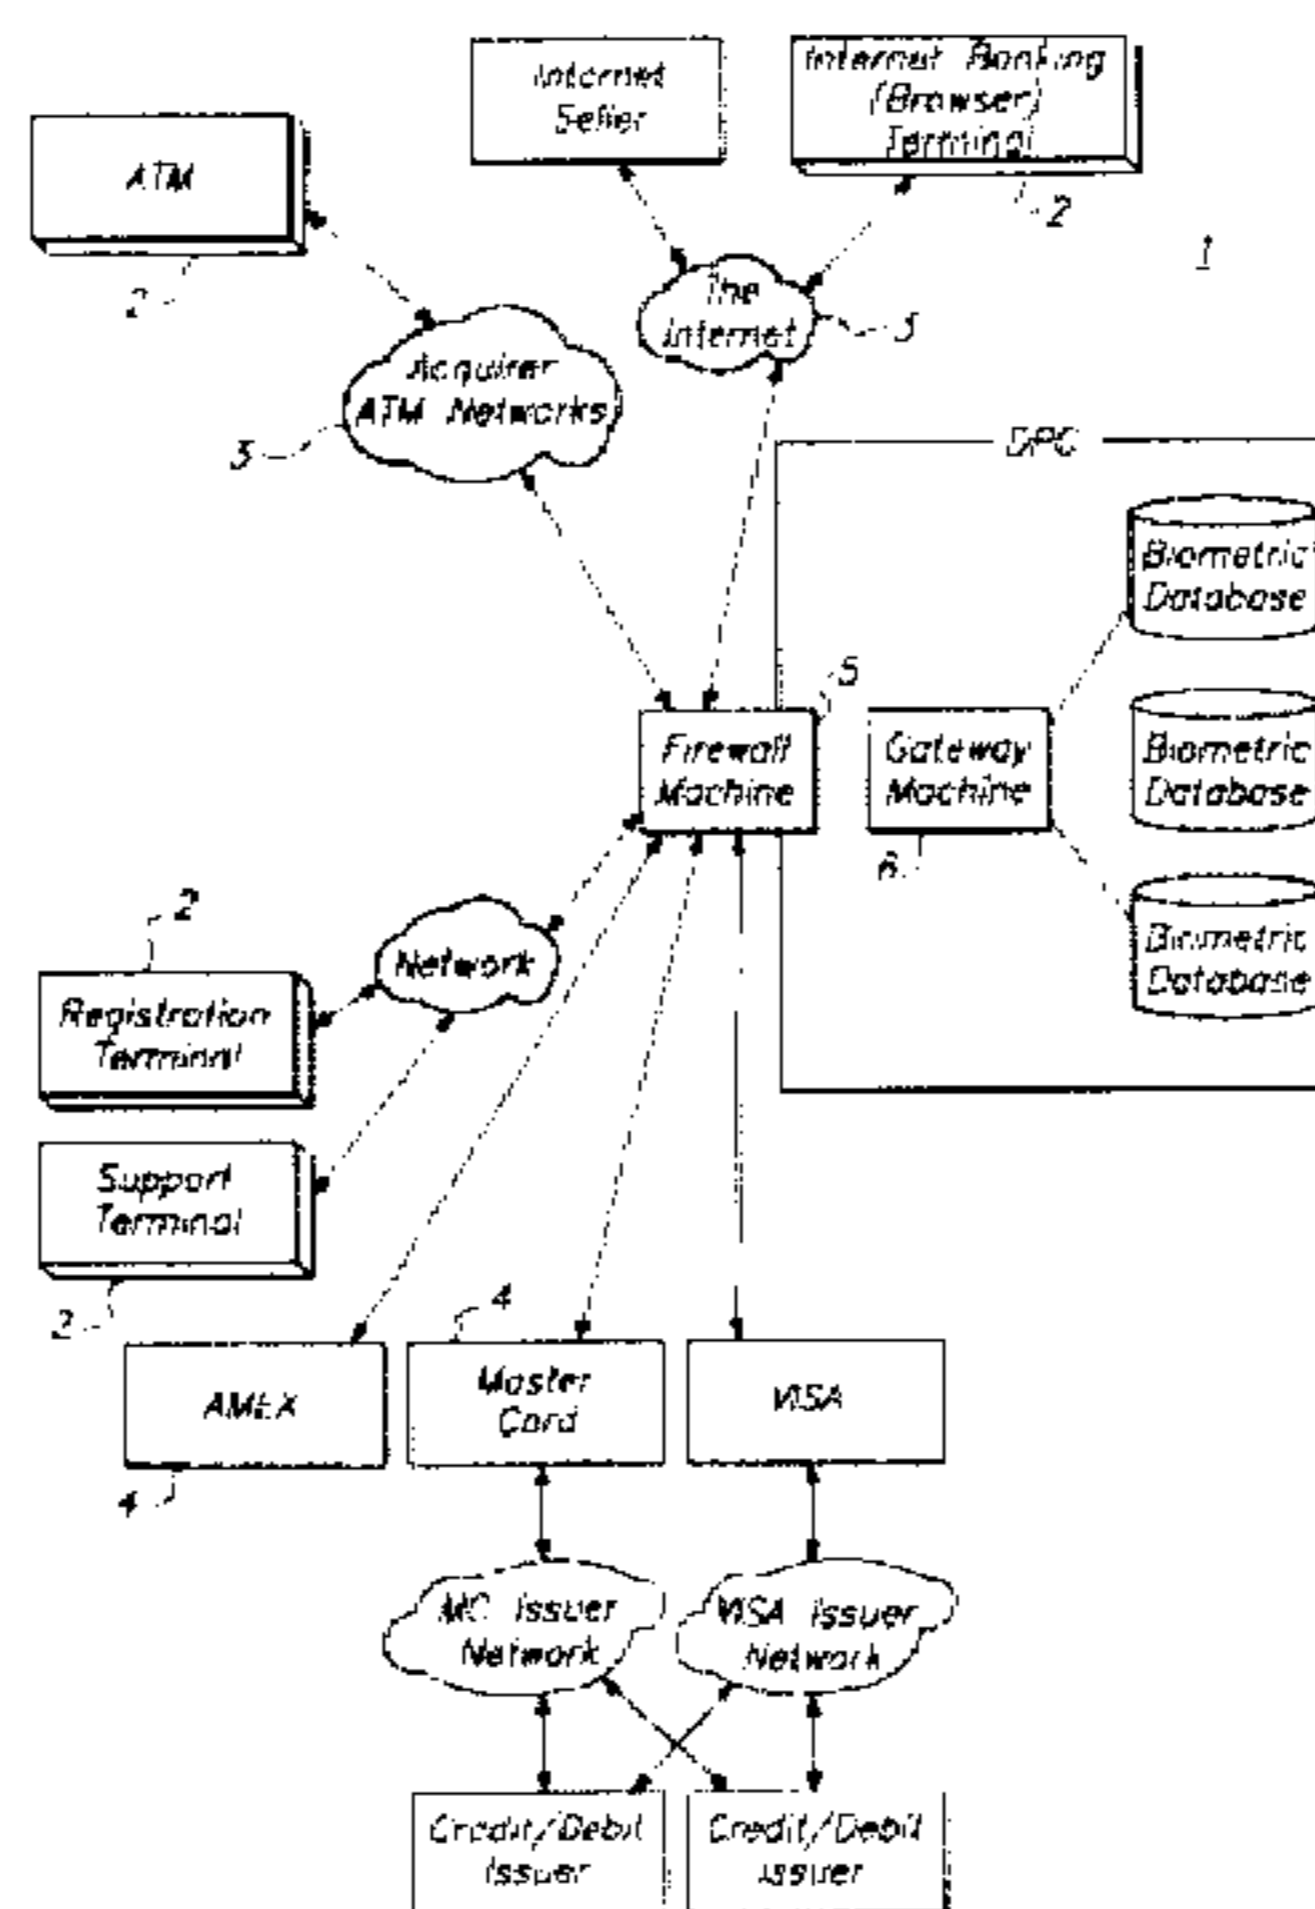 Internet
Seller
Internet Banking
(Browser)
Terminal
2
ATM
2
1
The
Internet
3
Acquirer
ATM Networks
3
DPC
Biometric
Database
5
Firewall
Machine
Gateway
Machine
6
Biometric
Database
Biometric
Database
2
Network
Registration
Terminal
Support
Terminal
2
4
AMEX
4
Master
Card
VISA
MC Issuer
Network
VISA Issuer
Network
Credit/Debit
Issuer
Credit/Debit
Issuer